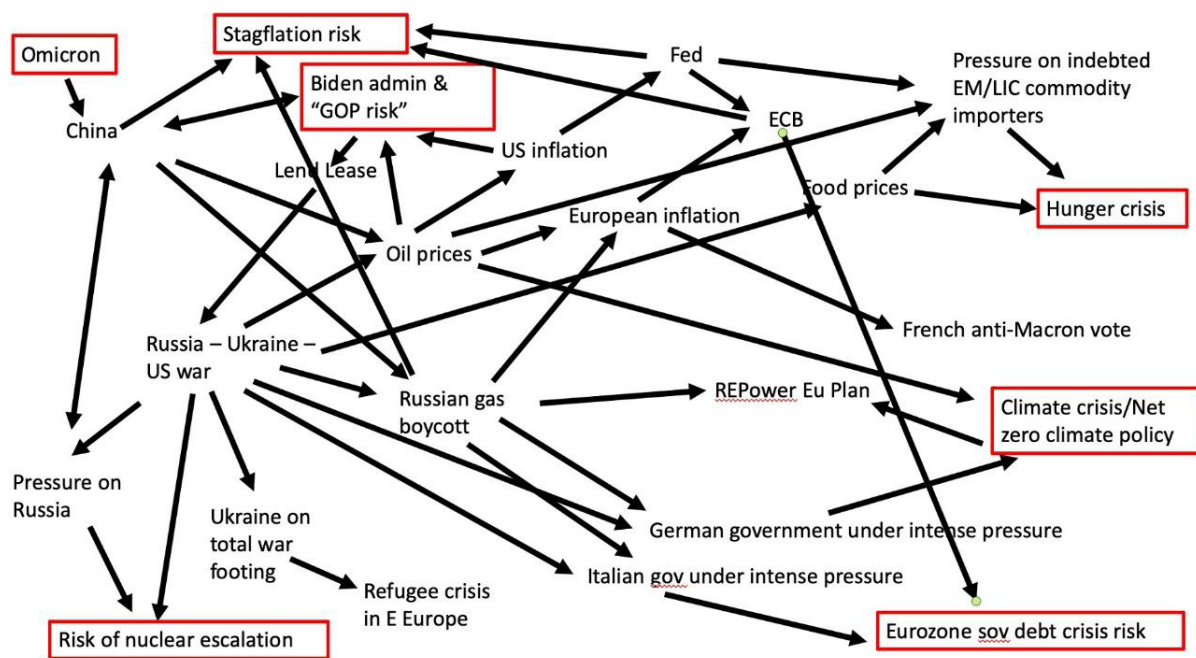 Omicron
Stagflation risk
Biden admin &
“GOP risk”
China
Lend Lease
US inflation
Fed
ECB
Pressure on indebted
EM/LIC commodity
importers
Food prices
Hunger crisis
European inflation
Oil prices
French anti-Macron vote
Russia – Ukraine –
US war
Russian gas
boycott
REPower Eu Plan
Climate crisis/Net
zero climate policy
Pressure on
Russia
Ukraine on
total war
footing
German government under intense pressure
Italian gov under intense pressure
Refugee crisis
in E Europe
Risk of nuclear escalation
Eurozone sov debt crisis risk